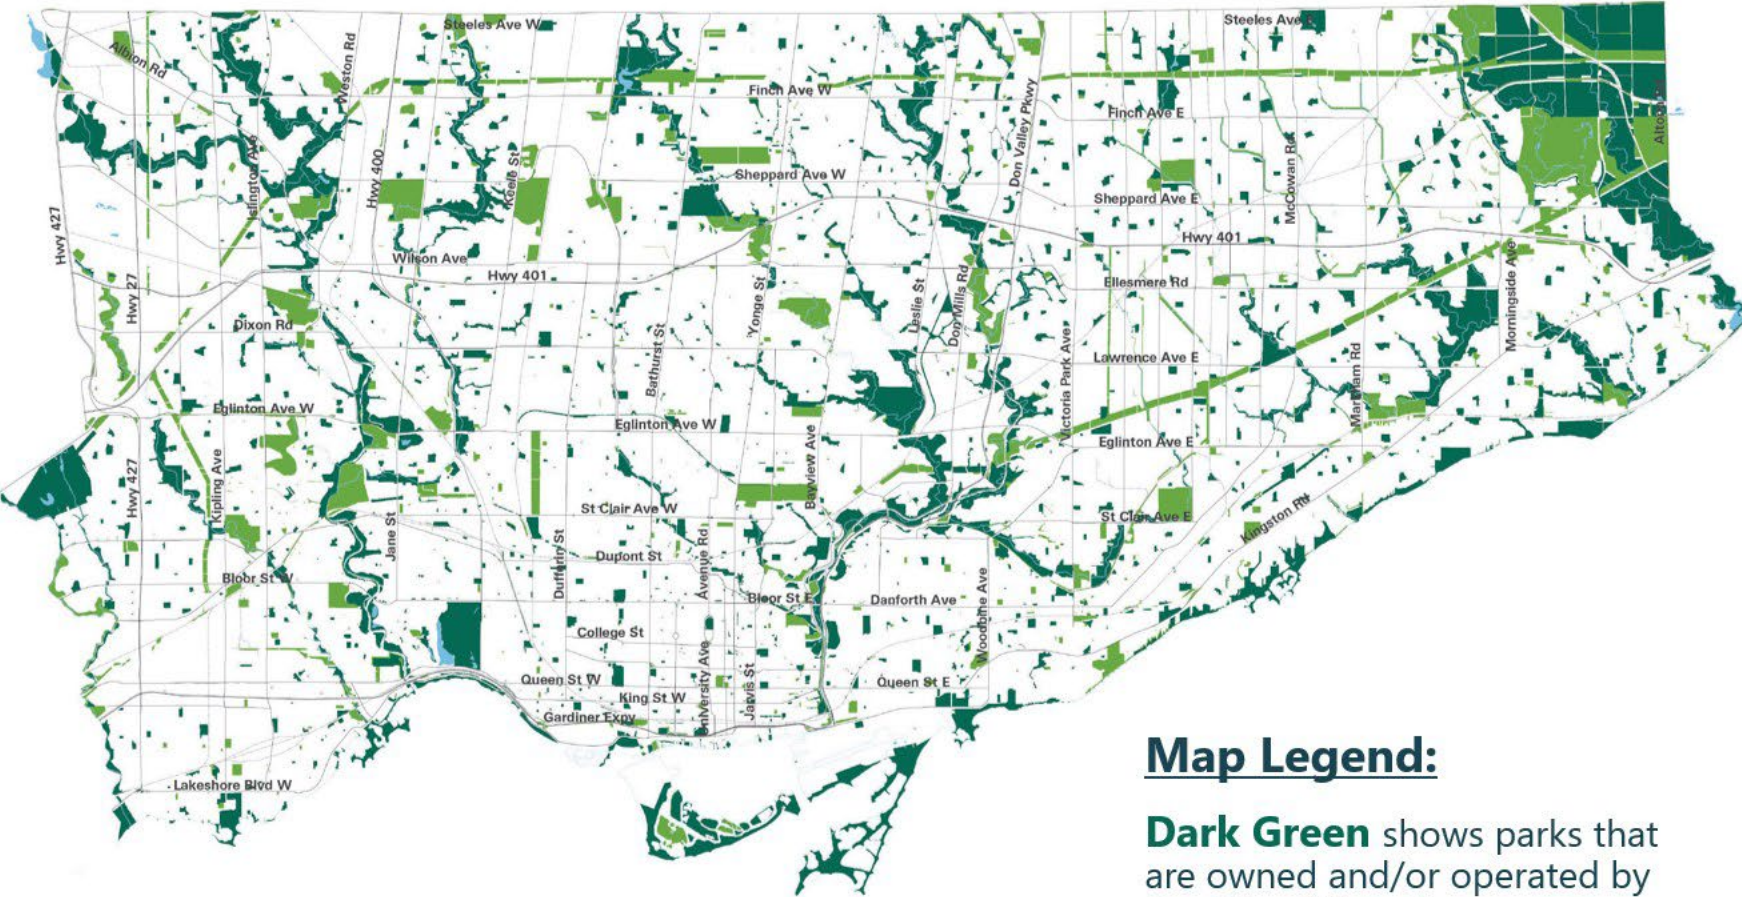 Steeles Ave W
Steeles Ave E
Albion Rd
Weston Rd
Finch Ave W
Don Valley Pkwy
Finch Ave E
Altona Rd
Islington Ave
Hwy 400
Keele St
Sheppard Ave W
McCowan Rd
Sheppard Ave E
Hwy 427
Hwy 401
Wilson Ave
Hwy 401
Hwy 27
Yonge St
Leslie St
Don Mills Rd
Ellesmere Rd
Morningside Ave
Dixon Rd
Bathurst St
Victoria Park Ave
Lawrence Ave E
Markham Rd
Eglinton Ave W
Eglinton Ave W
Bayview Ave
Eglinton Ave E
Hwy 427
Kipling Ave
St Clair Ave W
St Clair Ave E
Kingston Rd
Jane St
Dufferin St
Dupont St
Avenue Rd
Bloor St W
Bloor St E
Danforth Ave
Woodbine Ave
College St
University Ave
Jarvis St
Queen St W
Queen St E
King St W
Gardiner Expy
Lakeshore Blvd W
Map Legend:
Dark Green shows parks that
are owned and/or operated by